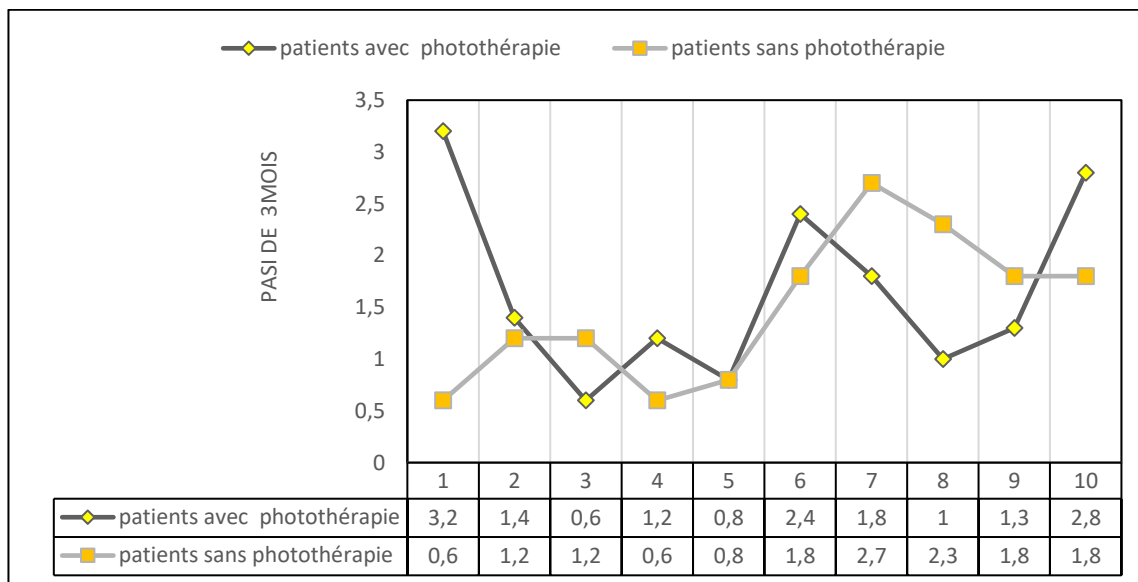 patients avec photothérapie patients sans photothérapie
PASI DE 3MOIS
3,5
3
2,5
2
1,5
1
0,5
0
1 2 3 4 5 6 7 8 9 10
patients avec photothérapie 3,2 1,4 0,6 1,2 0,8 2,4 1,8 1 1,3 2,8
patients sans photothérapie 0,6 1,2 1,2 0,6 0,8 1,8 2,7 2,3 1,8 1,8